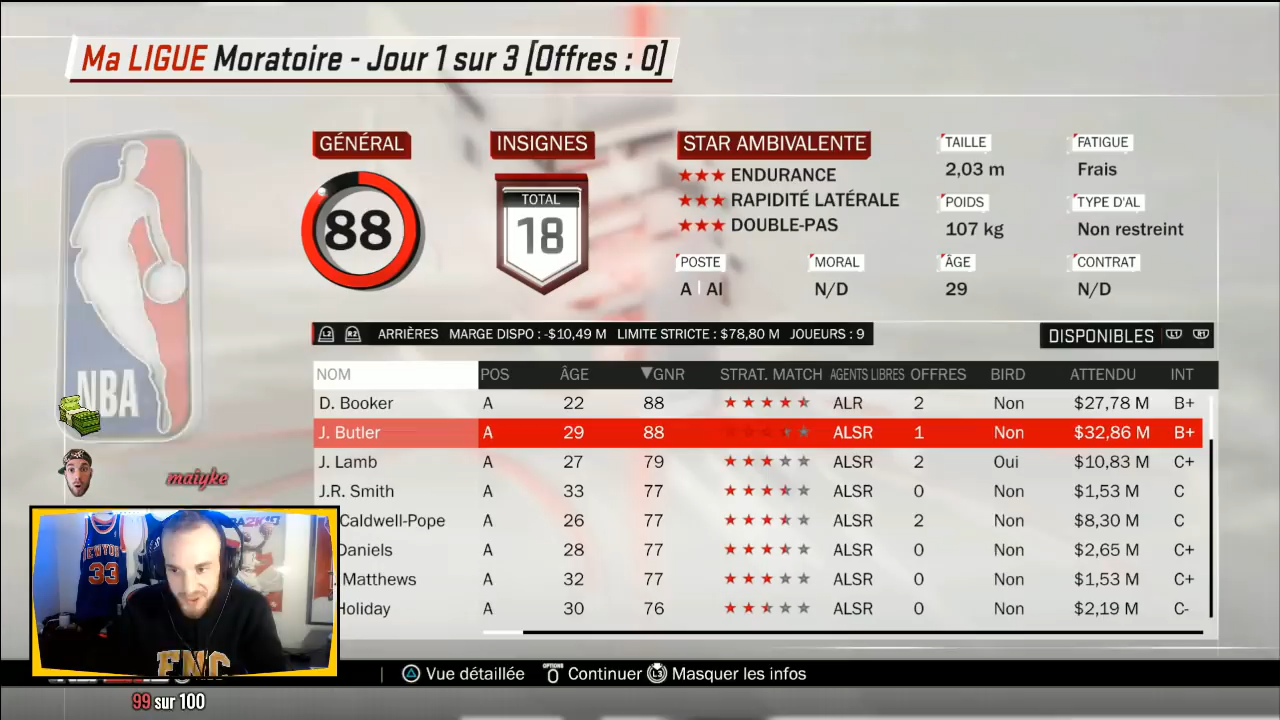 Ma LIGUE Moratoire - Jour 1 sur 3 [Offres : 0]
GÉNÉRAL
88
INSIGNES
TOTAL
18
STAR AMBIVALENTE
★★★ ENDURANCE
★★★ RAPIDITÉ LATÉRALE
★★★ DOUBLE-PAS
POSTE
A | AI
MORAL
N/D
TAILLE
2,03 m
POIDS
107 kg
ÂGE
29
FATIGUE
Frais
TYPE D'AL
Non restreint
CONTRAT
N/D
L2 R2 ARRIÈRES MARGE DISPO : -$10,49 M LIMITE STRICTE : $78,80 M JOUEURS : 9
DISPONIBLES L1 R1
NOM POS ÂGE ▼GNR STRAT. MATCH AGENTS LIBRES OFFRES BIRD ATTENDU INT
D. Booker A 22 88 ALR 2 Non $27,78 M B+
J. Butler A 29 88 ALSR 1 Non $32,86 M B+
J. Lamb A 27 79 ALSR 2 Oui $10,83 M C+
J.R. Smith A 33 77 ALSR 0 Non $1,53 M C
Caldwell-Pope A 26 77 ALSR 2 Non $8,30 M C
Daniels A 28 77 ALSR 0 Non $2,65 M C+
Matthews A 32 77 ALSR 0 Non $1,53 M C+
Holiday A 30 76 ALSR 0 Non $2,19 M C-
NBA
maiyke
33
Vue détaillée OPTIONS Continuer L3 Masquer les infos
99 sur 100